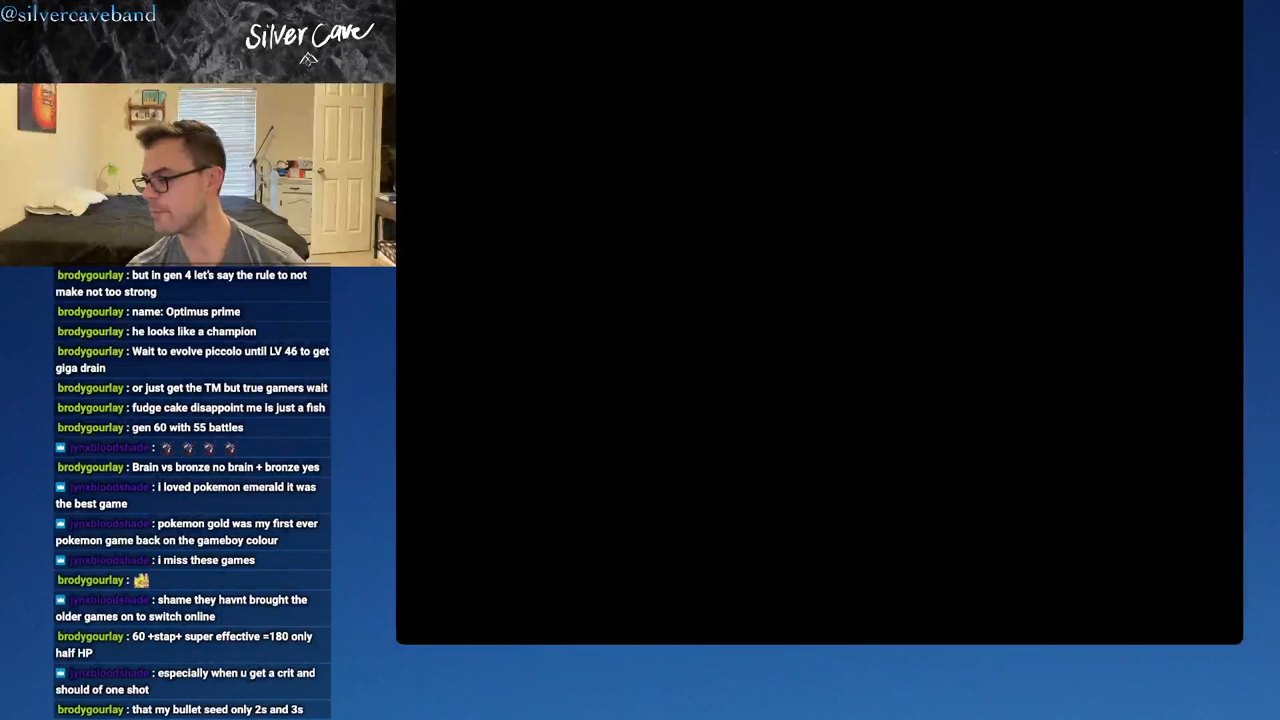 @silvercaveband
Silver Cave
brodygourlay : but in gen 4 let's say the rule to not
make not too strong
brodygourlay : name: Optimus prime
brodygourlay : he looks like a champion
brodygourlay : Wait to evolve piccolo until LV 46 to get
giga drain
brodygourlay : or just get the TM but true gamers wait
brodygourlay : fudge cake disappoint me is just a fish
brodygourlay : gen 60 with 55 battles
jynxbloodshade :
brodygourlay : Brain vs bronze no brain + bronze yes
jynxbloodshade : i loved pokemon emerald it was
the best game
jynxbloodshade : pokemon gold was my first ever
pokemon game back on the gameboy colour
jynxbloodshade : i miss these games
brodygourlay :
jynxbloodshade : shame they havnt brought the
older games on to switch online
brodygourlay : 60 +stap+ super effective =180 only
half HP
jynxbloodshade : especially when u get a crit and
should of one shot
brodygourlay : that my bullet seed only 2s and 3s